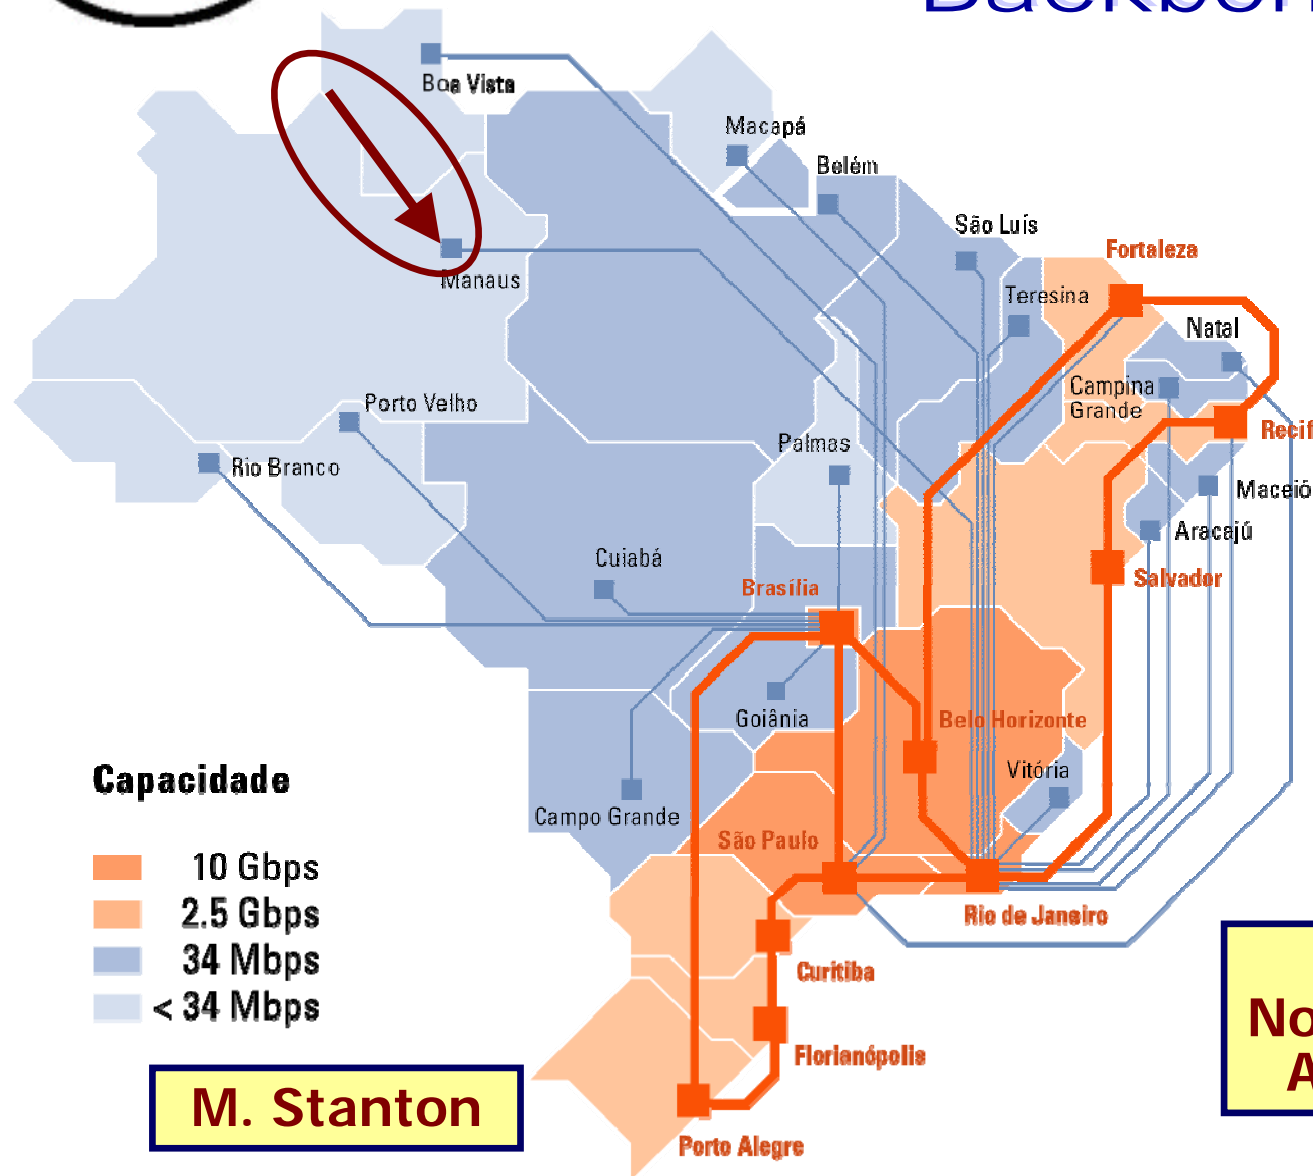 Boa Vista
Macapá
Belém
São Luís
Fortaleza
Manaus
Teresina
Natal
Campina
Grande
Porto Velho
Palmas
Rio Branco
Maceió
Aracajú
Cuiabá
Brasília
Salvador
Goiânia
Belo Horizonte
Vitória
Capacidade
Campo Grande
São Paulo
10 Gbps
2.5 Gbps
34 Mbps
< 34 Mbps
Rio de Janeiro
Curitiba
Florianópolis
M. Stanton
Porto Alegre